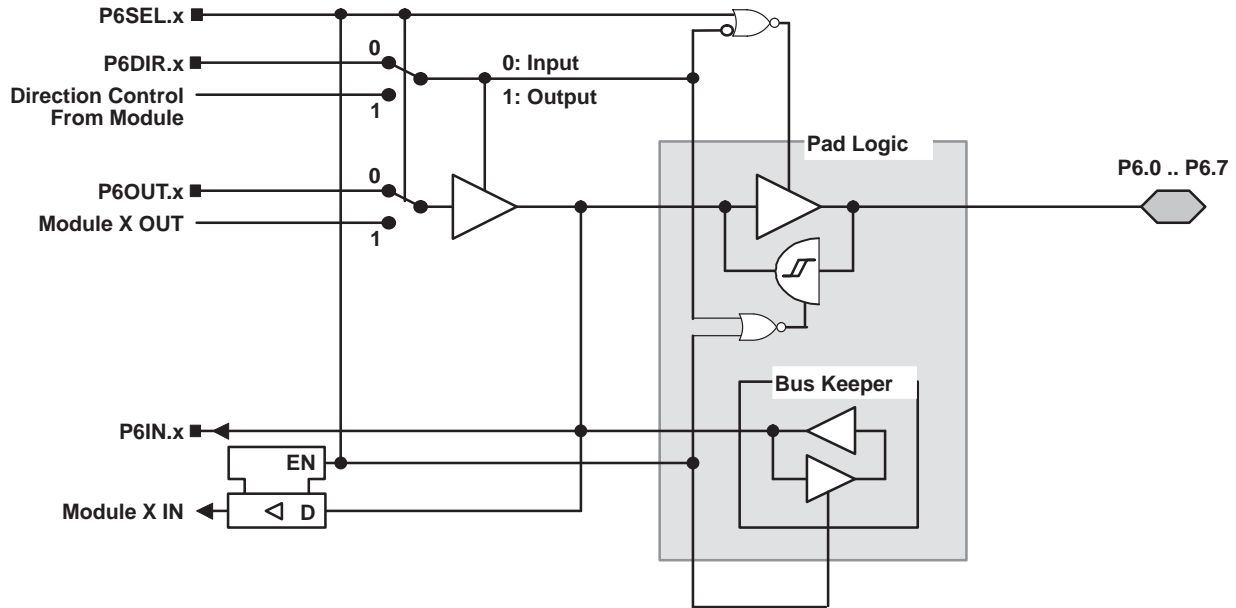 P6SEL.x
0
P6DIR.x
0: Input
Direction Control
From Module
1: Output
1
Pad Logic
P6.0 .. P6.7
0
P6OUT.x
Module X OUT
1
Bus Keeper
P6IN.x
EN
Module X IN
D